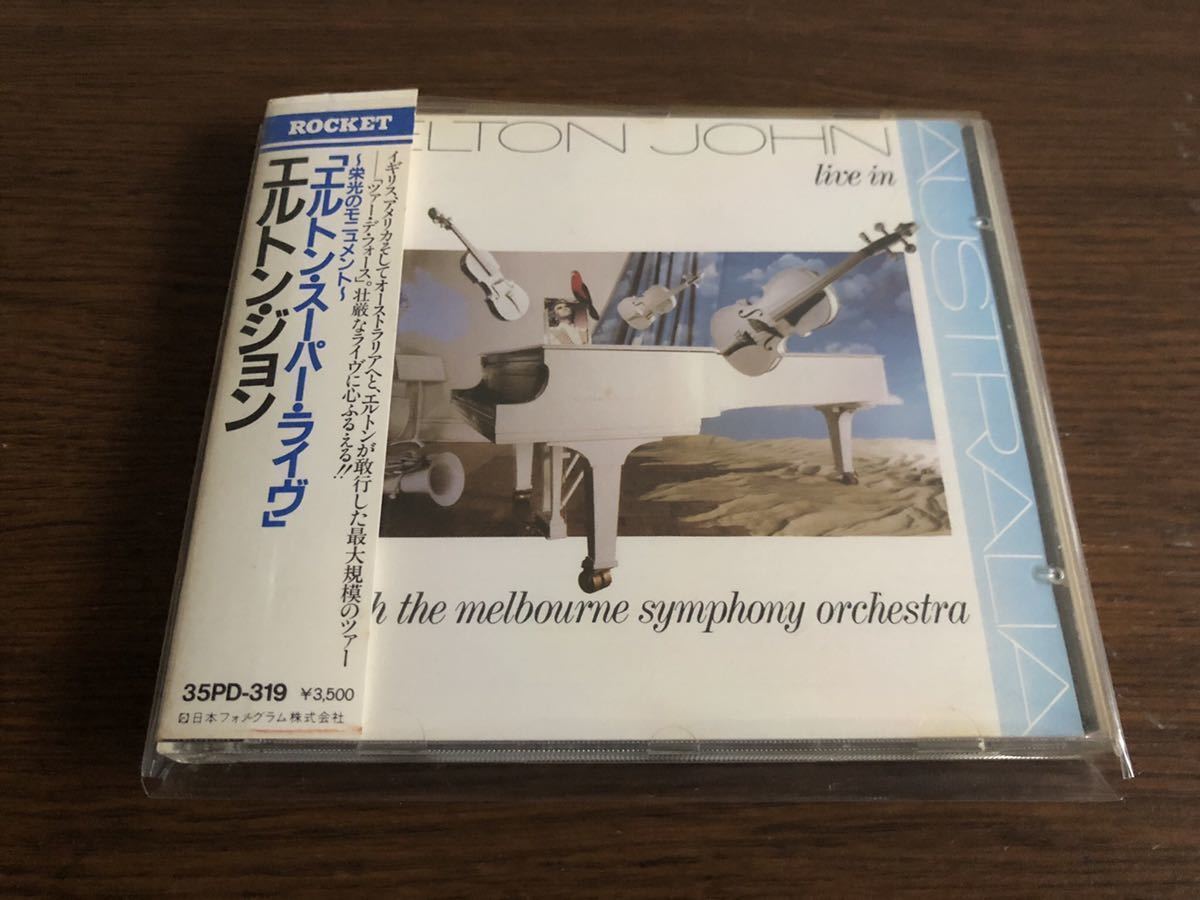 ROCKET
イギリス、アメリカそしてオーストラリアへと、エルトンが敢行した最大規模のツァー
──「ツァー・デ・フォース」。壮厳なライヴに心ふるえる!!
〜栄光のモニュメント〜
「エルトン・スーパー・ライヴ」
エルトン・ジョン
35PD-319 ¥3,500
日本フォノグラム株式会社
ELTON JOHN
live in
AUSTRALIA
h the melbourne symphony orchestra